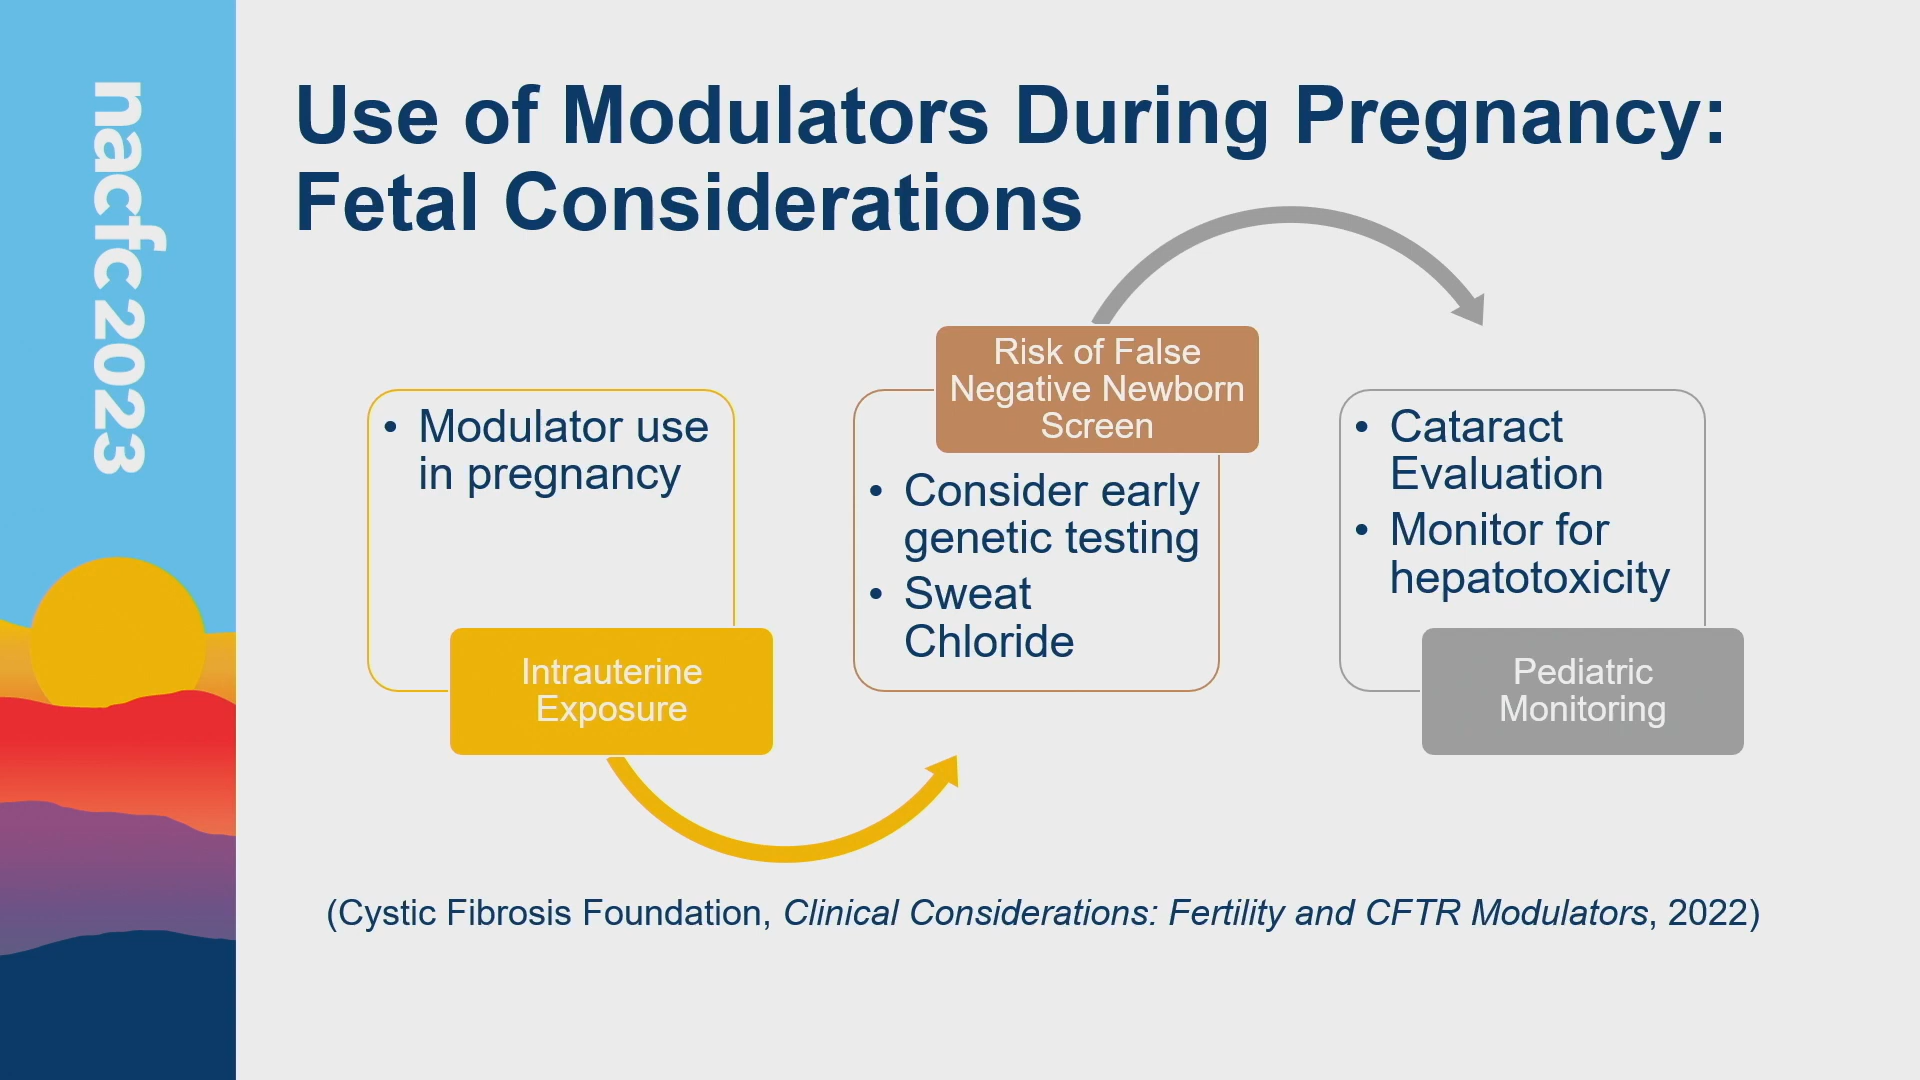 nacfc2023
Use of Modulators During Pregnancy:
Fetal Considerations
• Modulator use
in pregnancy
Intrauterine
Exposure
Risk of False
Negative Newborn
Screen
• Consider early
genetic testing
• Sweat
Chloride
• Cataract
Evaluation
• Monitor for
hepatotoxicity
Pediatric
Monitoring
(Cystic Fibrosis Foundation, Clinical Considerations: Fertility and CFTR Modulators, 2022)